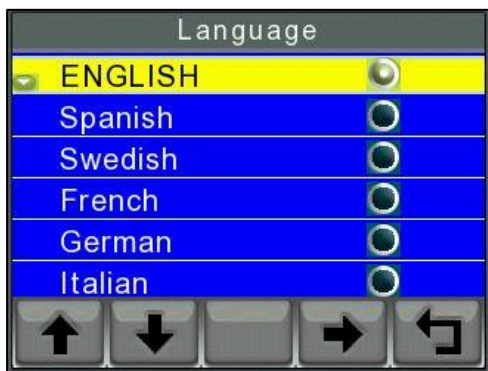 Language
ENGLISH
Spanish
Swedish
French
German
Italian